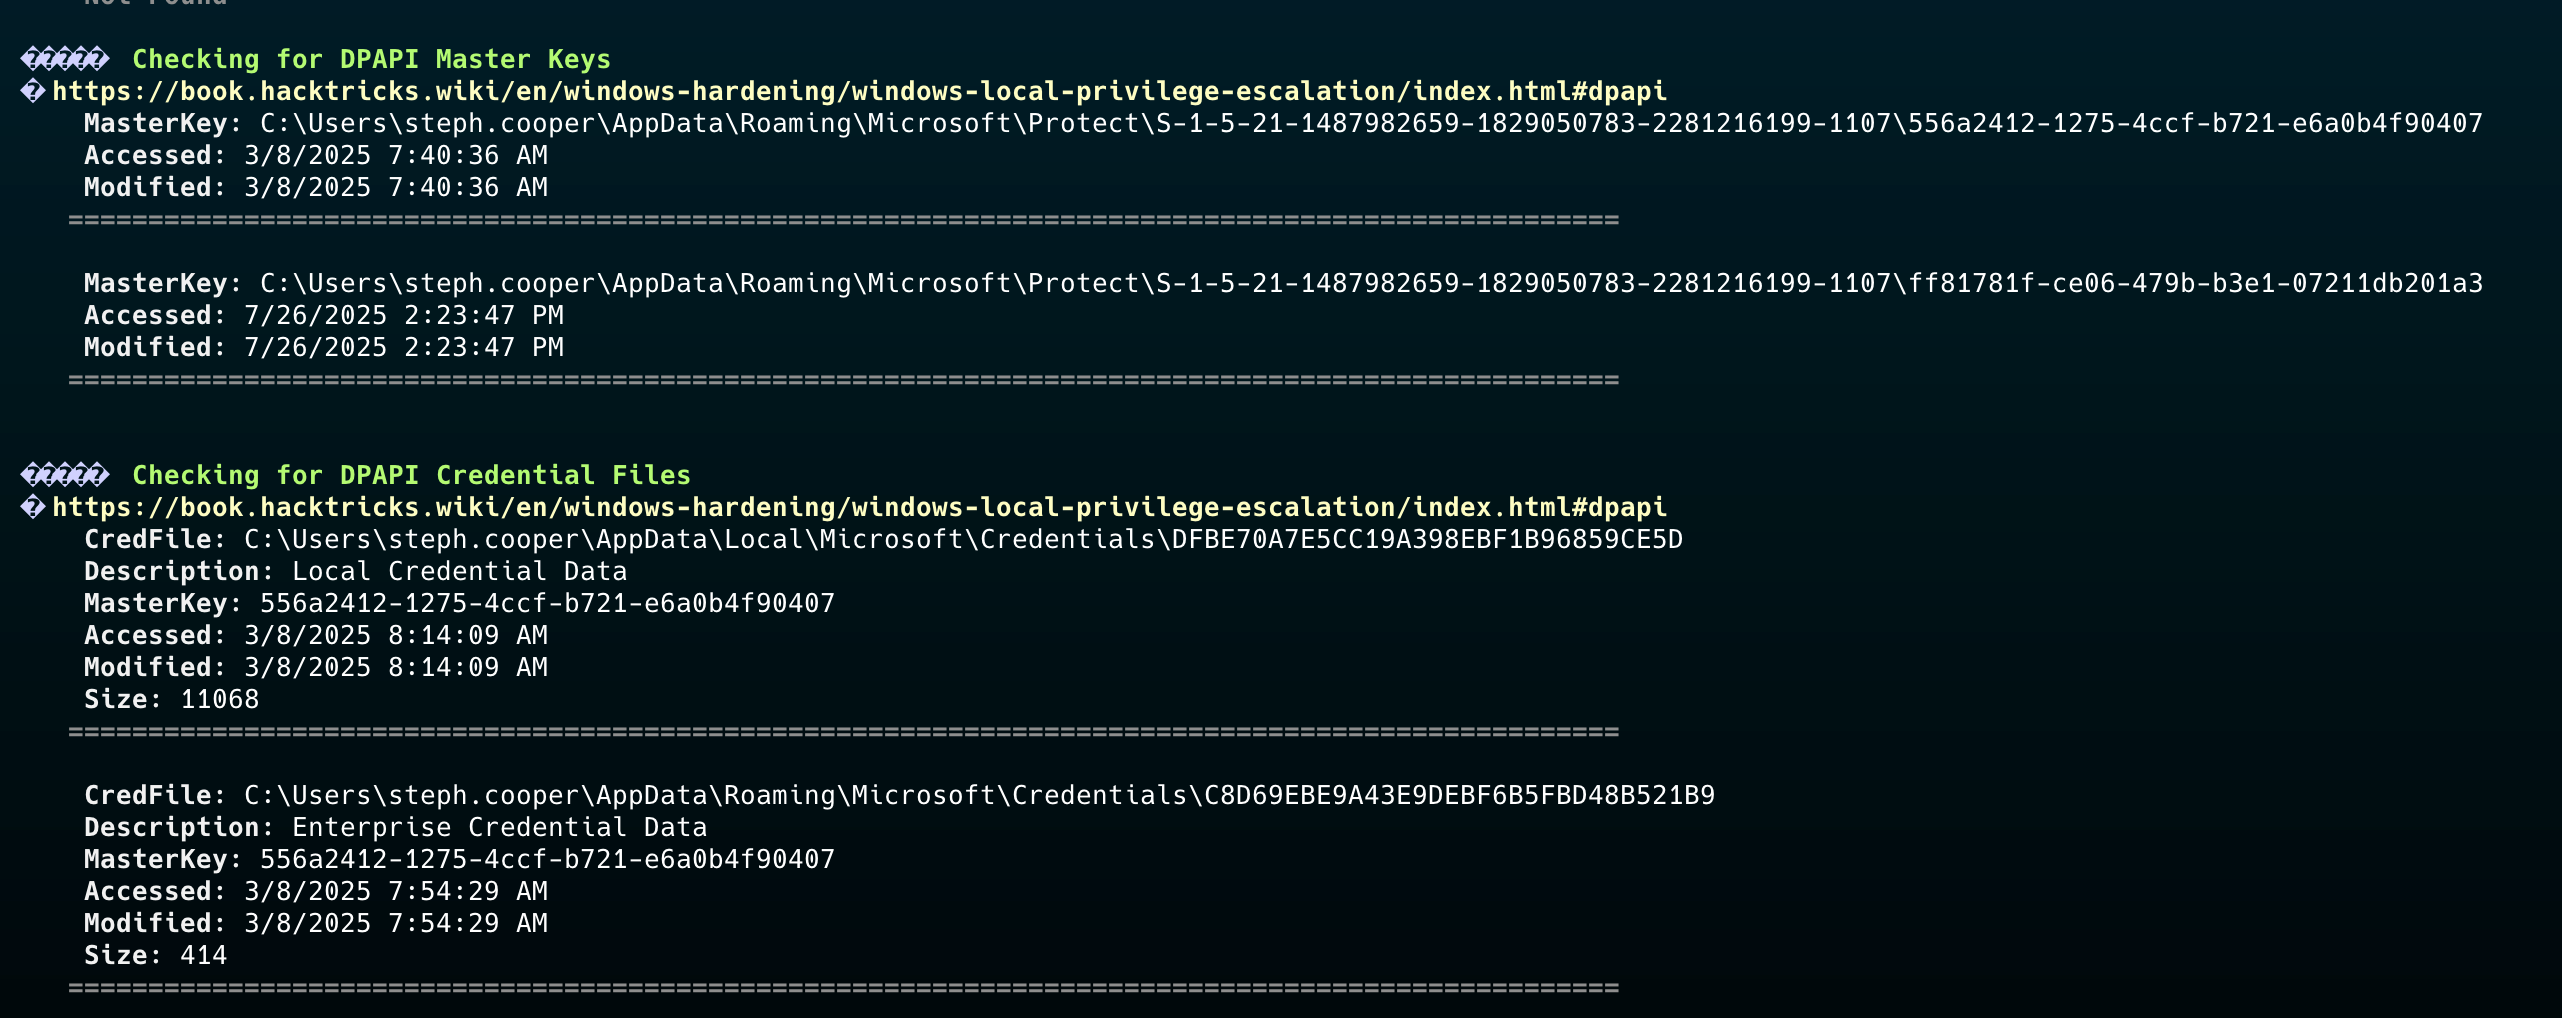 Not Found
������ Checking for DPAPI Master Keys
� https://book.hacktricks.wiki/en/windows-hardening/windows-local-privilege-escalation/index.html#dpapi
MasterKey: C:\Users\steph.cooper\AppData\Roaming\Microsoft\Protect\S-1-5-21-1487982659-1829050783-2281216199-1107\556a2412-1275-4ccf-b721-e6a0b4f90407
Accessed: 3/8/2025 7:40:36 AM
Modified: 3/8/2025 7:40:36 AM
=================================================================================================
MasterKey: C:\Users\steph.cooper\AppData\Roaming\Microsoft\Protect\S-1-5-21-1487982659-1829050783-2281216199-1107\ff81781f-ce06-479b-b3e1-07211db201a3
Accessed: 7/26/2025 2:23:47 PM
Modified: 7/26/2025 2:23:47 PM
=================================================================================================
������ Checking for DPAPI Credential Files
� https://book.hacktricks.wiki/en/windows-hardening/windows-local-privilege-escalation/index.html#dpapi
CredFile: C:\Users\steph.cooper\AppData\Local\Microsoft\Credentials\DFBE70A7E5CC19A398EBF1B96859CE5D
Description: Local Credential Data
MasterKey: 556a2412-1275-4ccf-b721-e6a0b4f90407
Accessed: 3/8/2025 8:14:09 AM
Modified: 3/8/2025 8:14:09 AM
Size: 11068
=================================================================================================
CredFile: C:\Users\steph.cooper\AppData\Roaming\Microsoft\Credentials\C8D69EBE9A43E9DEBF6B5FBD48B521B9
Description: Enterprise Credential Data
MasterKey: 556a2412-1275-4ccf-b721-e6a0b4f90407
Accessed: 3/8/2025 7:54:29 AM
Modified: 3/8/2025 7:54:29 AM
Size: 414
=================================================================================================